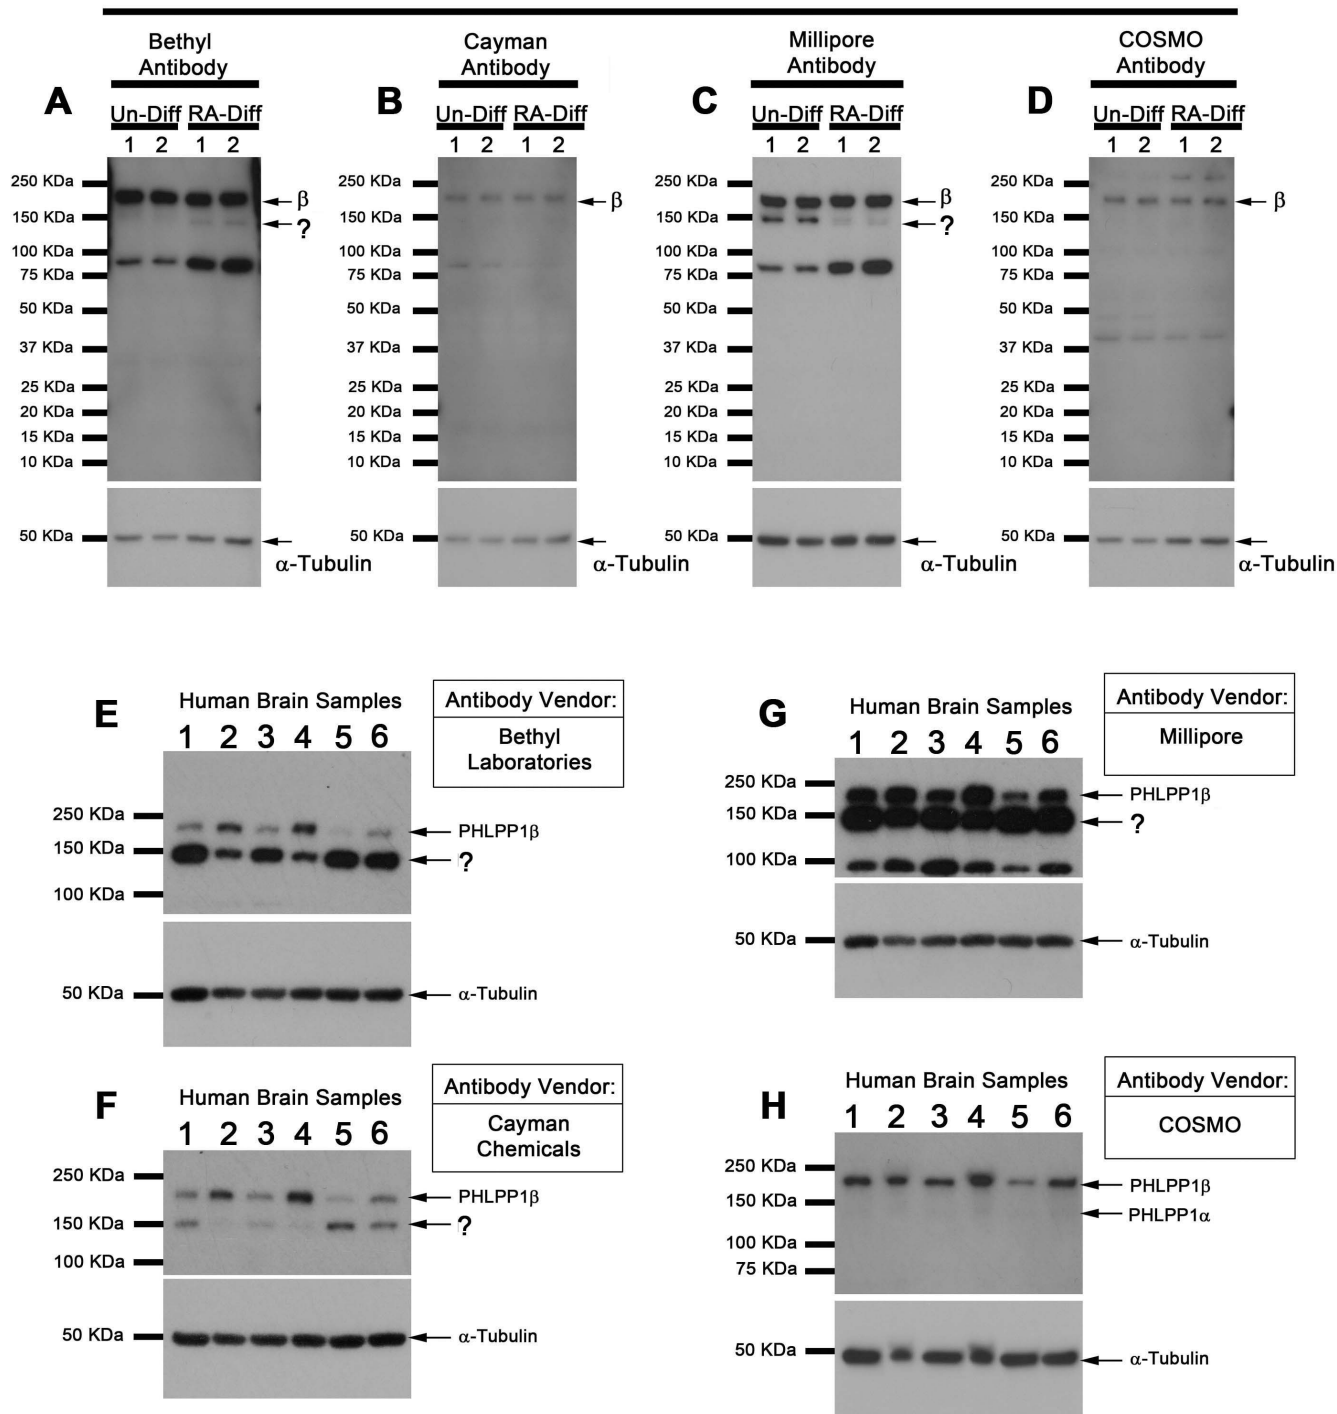 Bethyl
Antibody
A
Un-Diff RA-Diff
1 2 1 2
250 KDa
150 KDa
100 KDa
75 KDa
50 KDa
37 KDa
25 KDa
20 KDa
15 KDa
10 KDa
β
?
50 KDa
α-Tubulin
Cayman
Antibody
B
Un-Diff RA-Diff
1 2 1 2
250 KDa
150 KDa
100 KDa
75 KDa
50 KDa
37 KDa
25 KDa
20 KDa
15 KDa
10 KDa
β
50 KDa
α-Tubulin
Millipore
Antibody
C
Un-Diff RA-Diff
1 2 1 2
250 KDa
150 KDa
100 KDa
75 KDa
50 KDa
37 KDa
25 KDa
20 KDa
15 KDa
10 KDa
β
?
50 KDa
α-Tubulin
COSMO
Antibody
D
Un-Diff RA-Diff
1 2 1 2
250 KDa
150 KDa
100 KDa
75 KDa
50 KDa
37 KDa
25 KDa
20 KDa
15 KDa
10 KDa
β
50 KDa
α-Tubulin
E
Human Brain Samples
1 2 3 4 5 6
Antibody Vendor:
Bethyl
Laboratories
250 KDa
150 KDa
100 KDa
PHLPP1β
?
50 KDa
α-Tubulin
F
Human Brain Samples
1 2 3 4 5 6
Antibody Vendor:
Cayman
Chemicals
250 KDa
150 KDa
100 KDa
PHLPP1β
?
50 KDa
α-Tubulin
G
Human Brain Samples
1 2 3 4 5 6
Antibody Vendor:
Millipore
250 KDa
150 KDa
100 KDa
PHLPP1β
?
50 KDa
α-Tubulin
H
Human Brain Samples
1 2 3 4 5 6
Antibody Vendor:
COSMO
250 KDa
150 KDa
100 KDa
75 KDa
PHLPP1β
PHLPP1α
50 KDa
α-Tubulin